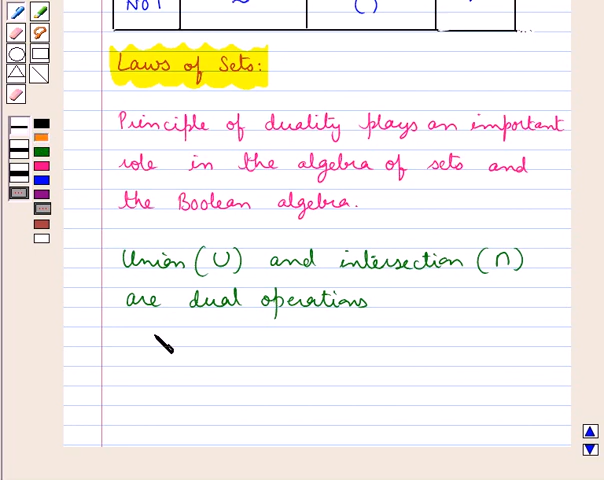 NOT ~ ( ) '
Laws of Sets:
Principle of duality plays an important
role in the algebra of sets and
the Boolean algebra.
Union (∪) and intersection (∩)
are dual operations